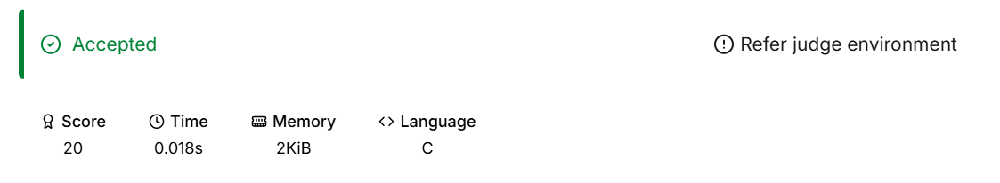 Accepted
Refer judge environment
Score Time Memory Language
20 0.018s 2KiB C